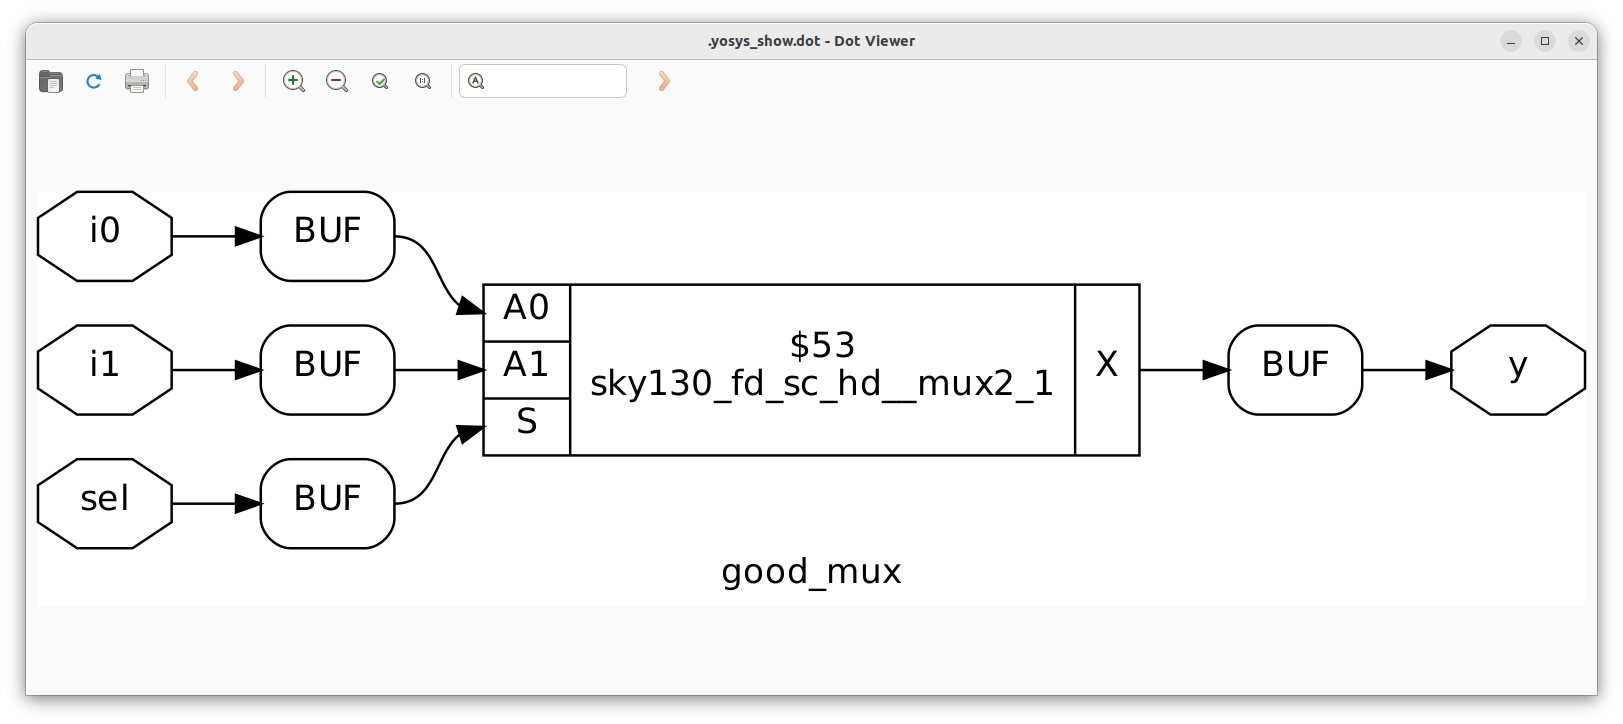 .yosys_show.dot - Dot Viewer
i0
BUF
i1
BUF
sel
BUF
A0
A1
S
$53
sky130_fd_sc_hd__mux2_1
X
BUF
y
good_mux